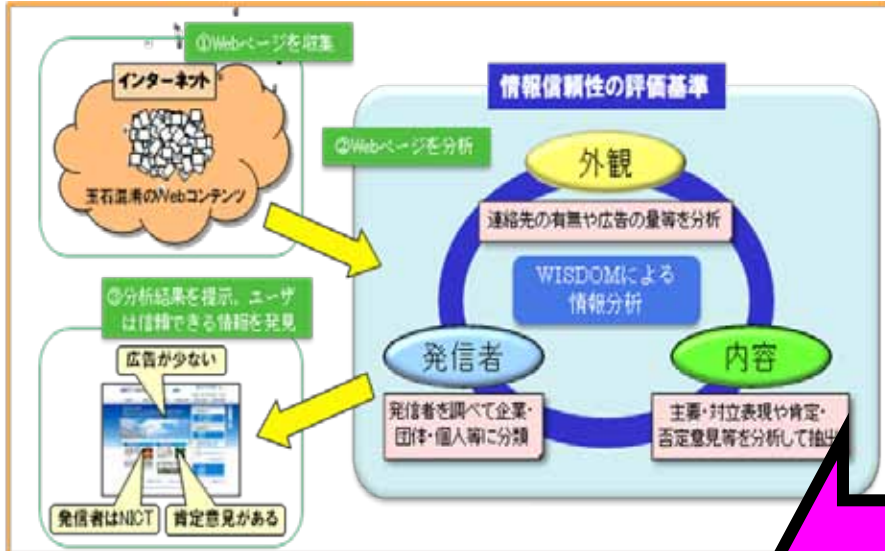 ①Webページを収集
インターネット
玉石混淆のWebコンテンツ
情報信頼性の評価基準
②Webページを分析
外観
連絡先の有無や広告の量等を分析
WISDOMによる
情報分析
発信者
発信者を調べて企業・
団体・個人等に分類
内容
主要・対立表現や肯定・
否定意見等を分析して抽出
③分析結果を提示、ユーザ
は信頼できる情報を発見
広告が少ない
発信者はNICT
肯定意見がある